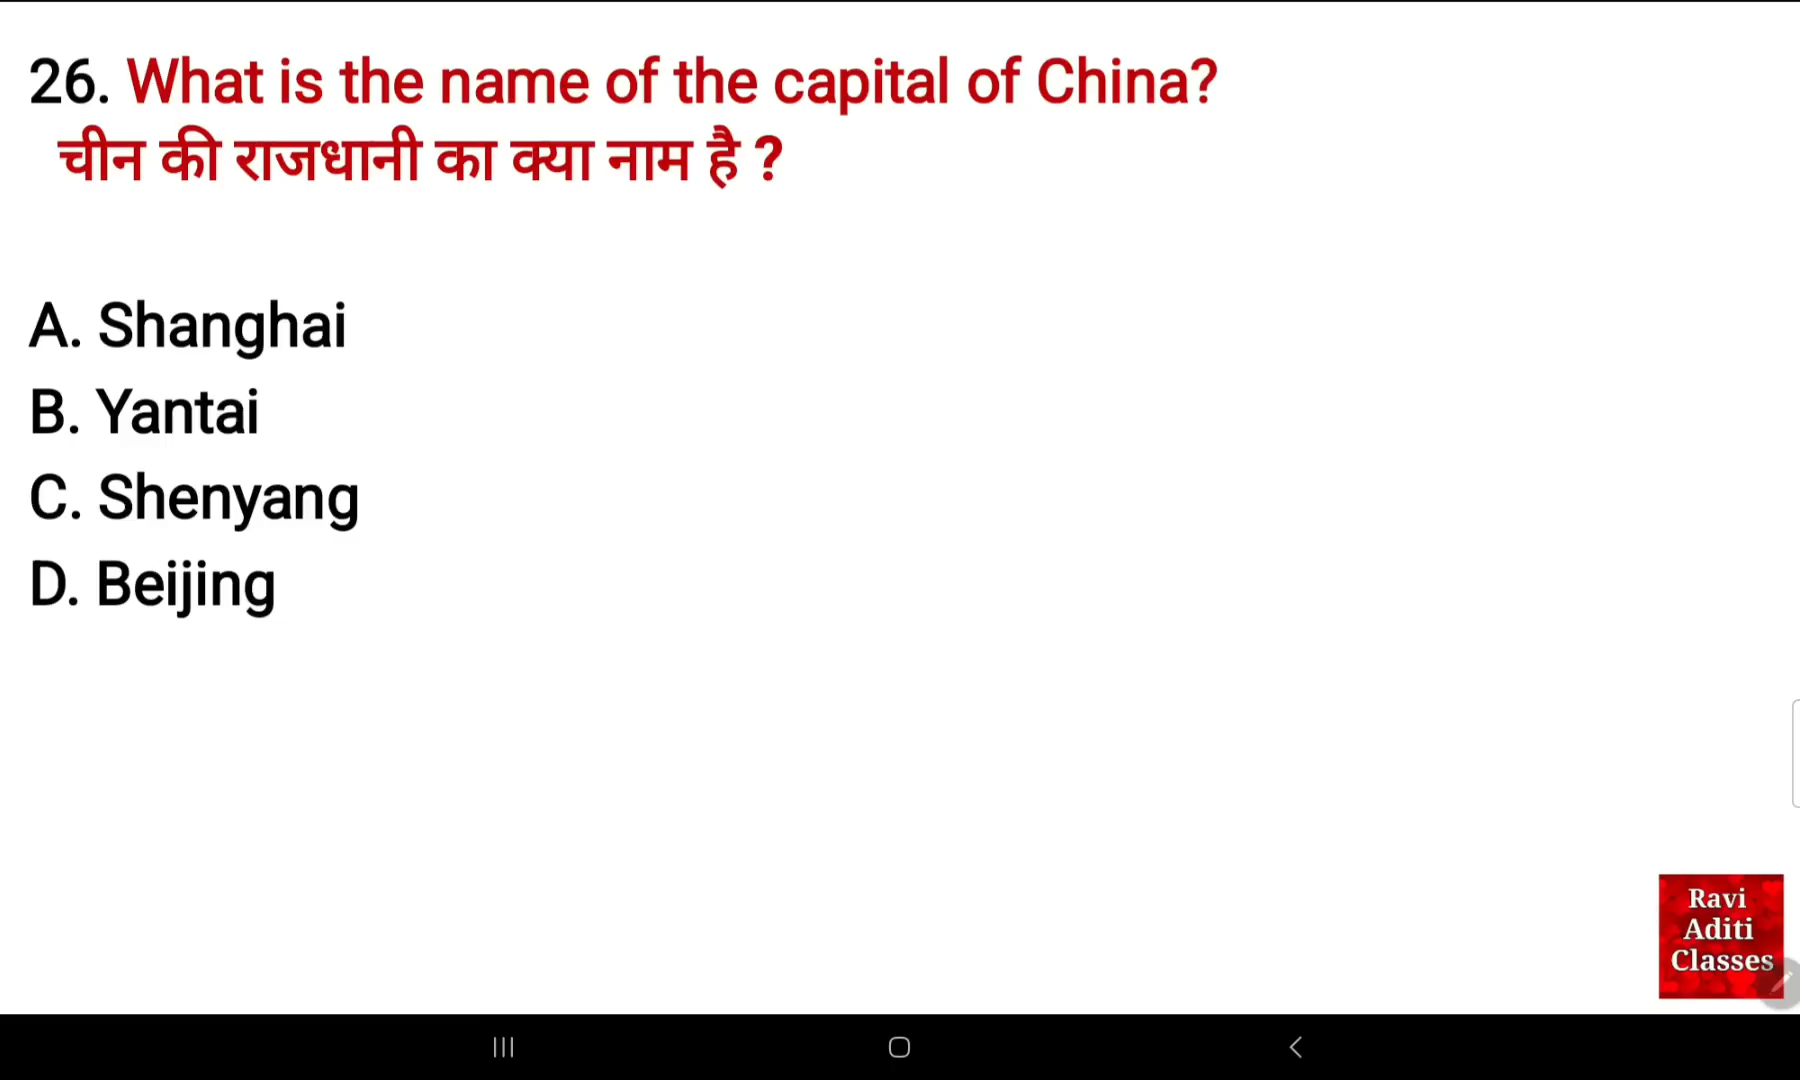 26. What is the name of the capital of China?
चीन की राजधानी का क्या नाम है ?
A. Shanghai
B. Yantai
C. Shenyang
D. Beijing
Ravi
Aditi
Classes